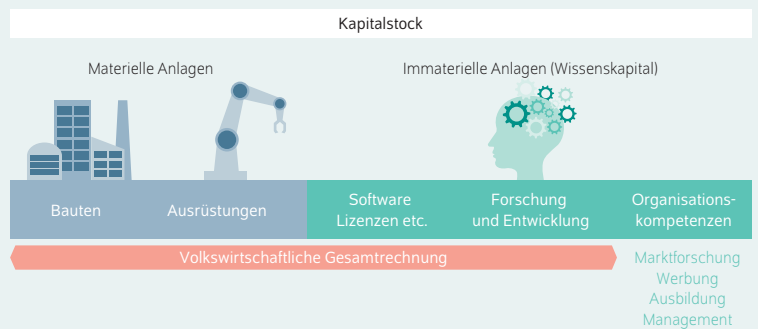 Kapitalstock
Materielle Anlagen
Immaterielle Anlagen (Wissenskapital)
Bauten
Ausrüstungen
Software
Lizenzen etc.
Forschung
und Entwicklung
Organisations-
kompetenzen
Volkswirtschaftliche Gesamtrechnung
Marktforschung
Werbung
Ausbildung
Management